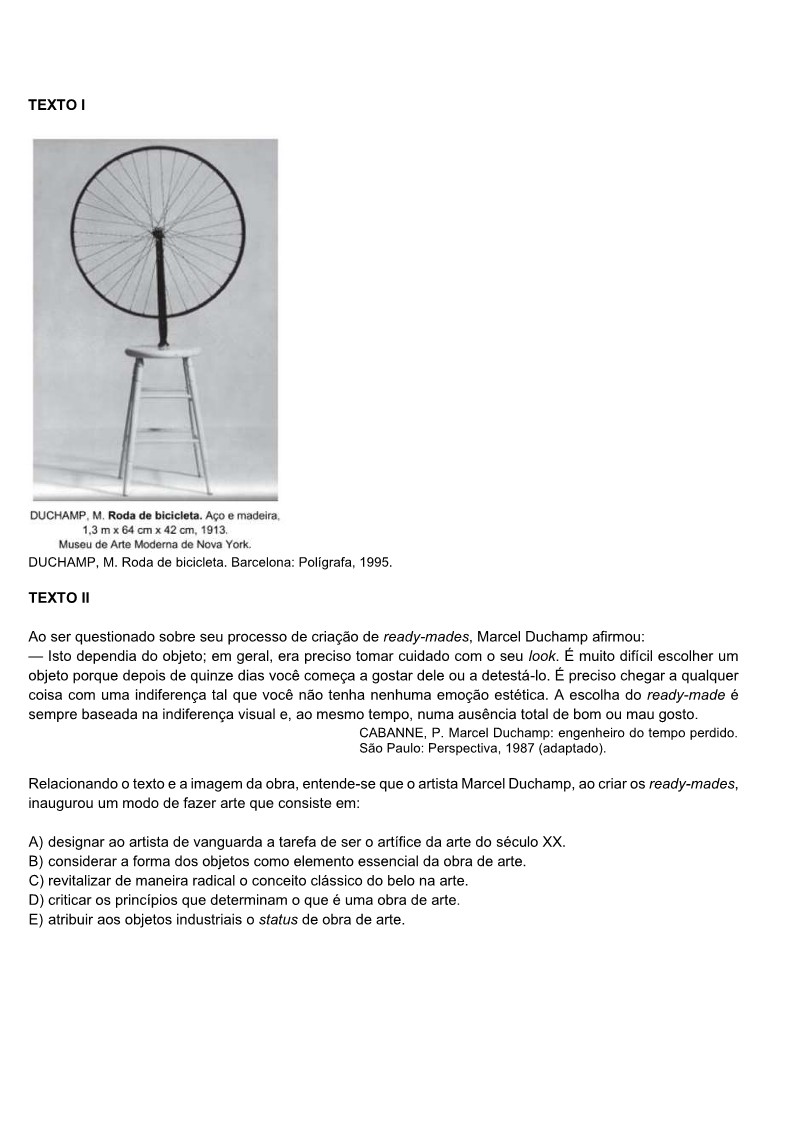 TEXTO I
DUCHAMP, M. Roda de bicicleta. Aço e madeira,
1,3 m x 64 cm x 42 cm, 1913.
Museu de Arte Moderna de Nova York.
DUCHAMP, M. Roda de bicicleta. Barcelona: Polígrafa, 1995.
TEXTO II
Ao ser questionado sobre seu processo de criação de ready-mades, Marcel Duchamp afirmou:
— Isto dependia do objeto; em geral, era preciso tomar cuidado com o seu look. É muito difícil escolher um
objeto porque depois de quinze dias você começa a gostar dele ou a detestá-lo. É preciso chegar a qualquer
coisa com uma indiferença tal que você não tenha nenhuma emoção estética. A escolha do ready-made é
sempre baseada na indiferença visual e, ao mesmo tempo, numa ausência total de bom ou mau gosto.
CABANNE, P. Marcel Duchamp: engenheiro do tempo perdido.
São Paulo: Perspectiva, 1987 (adaptado).
Relacionando o texto e a imagem da obra, entende-se que o artista Marcel Duchamp, ao criar os ready-mades,
inaugurou um modo de fazer arte que consiste em:
A) designar ao artista de vanguarda a tarefa de ser o artífice da arte do século XX.
B) considerar a forma dos objetos como elemento essencial da obra de arte.
C) revitalizar de maneira radical o conceito clássico do belo na arte.
D) criticar os princípios que determinam o que é uma obra de arte.
E) atribuir aos objetos industriais o status de obra de arte.